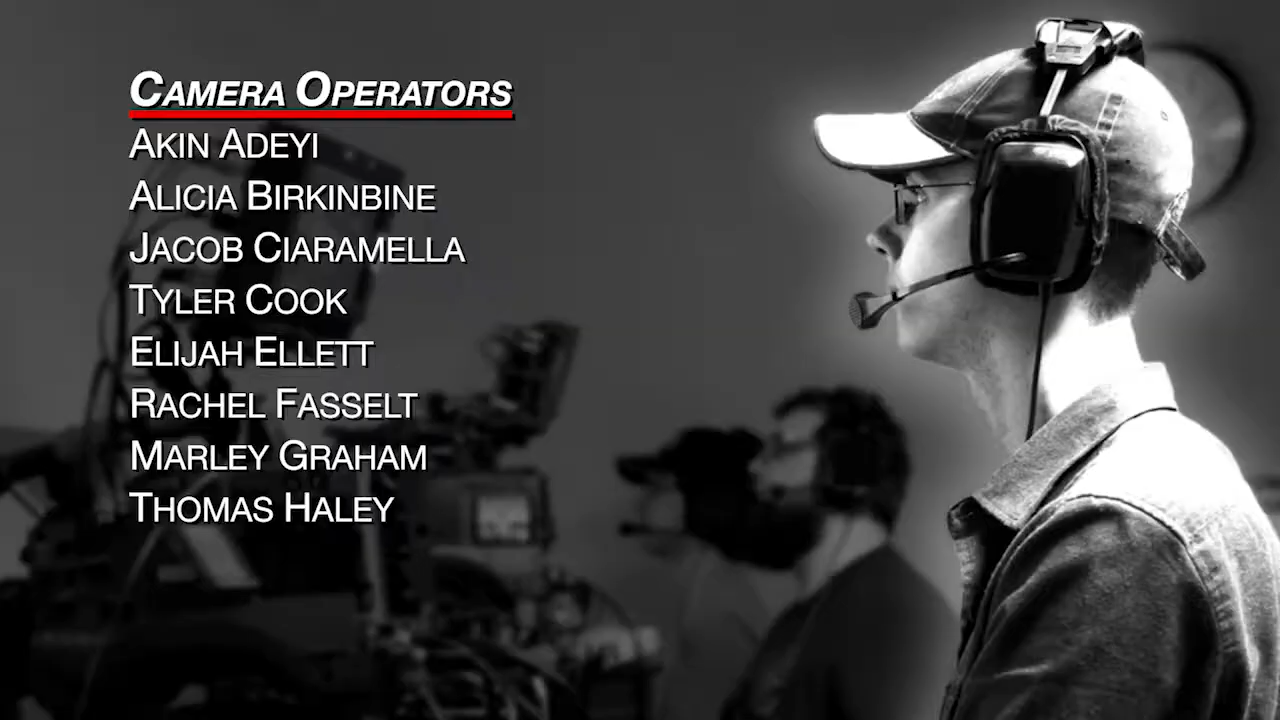 CAMERA OPERATORS
AKIN ADEYI
ALICIA BIRKINBINE
JACOB CIARAMELLA
TYLER COOK
ELIJAH ELLETT
RACHEL FASSELT
MARLEY GRAHAM
THOMAS HALEY